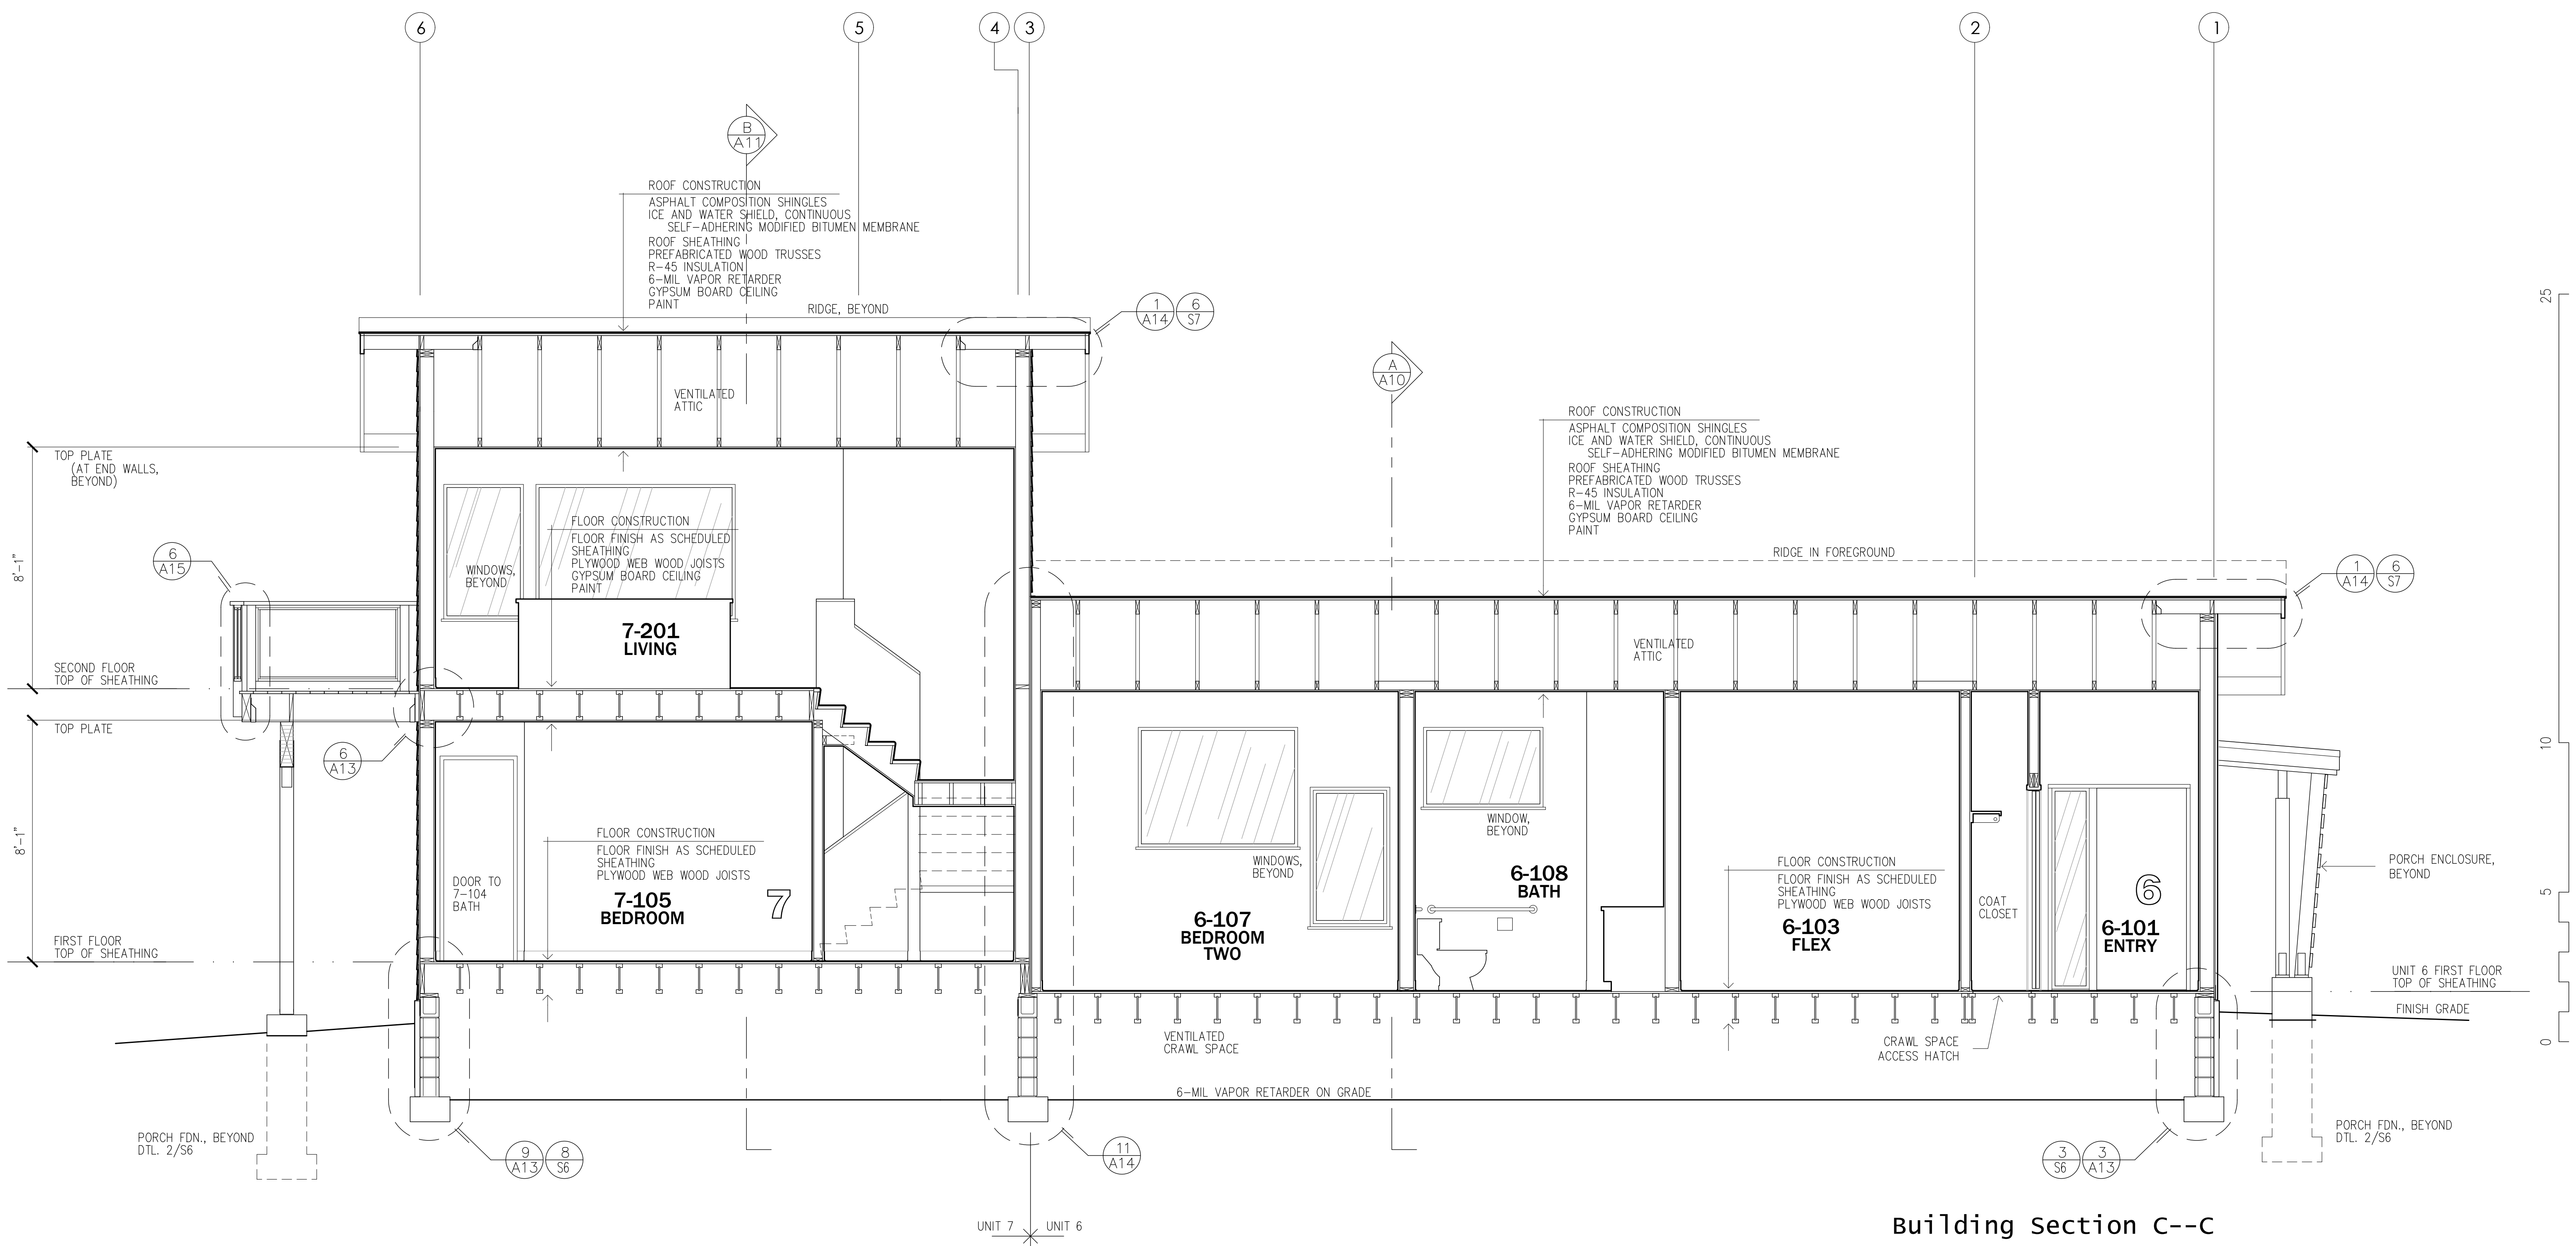 6
5
4
3
2
1
B
A11
ROOF CONSTRUCTION
ASPHALT COMPOSITION SHINGLES
ICE AND WATER SHIELD, CONTINUOUS
SELF-ADHERING MODIFIED BITUMEN MEMBRANE
ROOF SHEATHING
PREFABRICATED WOOD TRUSSES
R-45 INSULATION
6-MIL VAPOR RETARDER
GYPSUM BOARD CEILING
PAINT
RIDGE, BEYOND
1
A14
6
S7
25
A
A10
VENTILATED
ATTIC
ROOF CONSTRUCTION
ASPHALT COMPOSITION SHINGLES
ICE AND WATER SHIELD, CONTINUOUS
SELF-ADHERING MODIFIED BITUMEN MEMBRANE
ROOF SHEATHING
PREFABRICATED WOOD TRUSSES
R-45 INSULATION
6-MIL VAPOR RETARDER
GYPSUM BOARD CEILING
PAINT
TOP PLATE
(AT END WALLS,
BEYOND)
8'-1"
6
A15
FLOOR CONSTRUCTION
FLOOR FINISH AS SCHEDULED
SHEATHING
PLYWOOD WEB WOOD JOISTS
GYPSUM BOARD CEILING
PAINT
WINDOWS,
BEYOND
RIDGE IN FOREGROUND
1
A14
6
S7
7-201
LIVING
VENTILATED
ATTIC
SECOND FLOOR
TOP OF SHEATHING
TOP PLATE
6
A13
10
8'-1"
FLOOR CONSTRUCTION
FLOOR FINISH AS SCHEDULED
SHEATHING
PLYWOOD WEB WOOD JOISTS
DOOR TO
7-104
BATH
7-105
BEDROOM
7
WINDOWS,
BEYOND
WINDOW,
BEYOND
6-108
BATH
6-107
BEDROOM
TWO
FLOOR CONSTRUCTION
FLOOR FINISH AS SCHEDULED
SHEATHING
PLYWOOD WEB WOOD JOISTS
6-103
FLEX
COAT
CLOSET
6
6-101
ENTRY
PORCH ENCLOSURE,
BEYOND
5
FIRST FLOOR
TOP OF SHEATHING
UNIT 6 FIRST FLOOR
TOP OF SHEATHING
FINISH GRADE
0
VENTILATED
CRAWL SPACE
CRAWL SPACE
ACCESS HATCH
6-MIL VAPOR RETARDER ON GRADE
PORCH FDN., BEYOND
DTL. 2/S6
9
A13
8
S6
11
A14
3
S6
3
A13
PORCH FDN., BEYOND
DTL. 2/S6
UNIT 7
UNIT 6
Building Section C--C